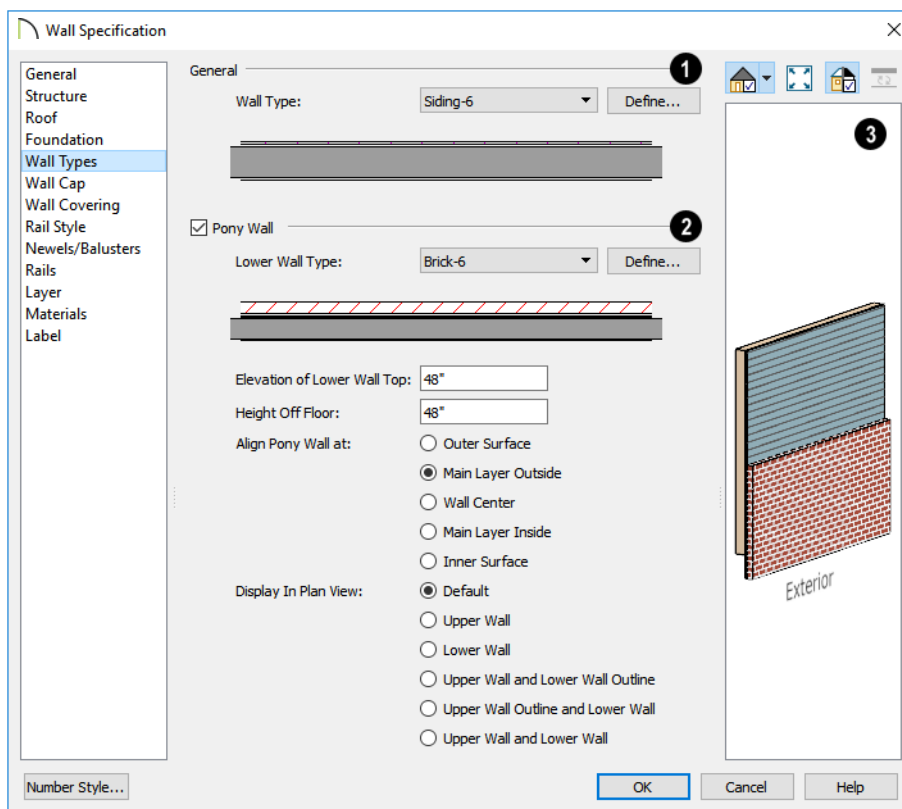 Wall Specification
General
Structure
Roof
Foundation
Wall Types
Wall Cap
Wall Covering
Rail Style
Newels/Balusters
Rails
Layer
Materials
Label
General
1
Wall Type:
Siding-6
Define...
Pony Wall
2
Lower Wall Type:
Brick-6
Define...
Elevation of Lower Wall Top:
48"
Height Off Floor:
48"
Align Pony Wall at:
Outer Surface
Main Layer Outside
Wall Center
Main Layer Inside
Inner Surface
Display In Plan View:
Default
Upper Wall
Lower Wall
Upper Wall and Lower Wall Outline
Upper Wall Outline and Lower Wall
Upper Wall and Lower Wall
3
Exterior
Number Style...
OK
Cancel
Help